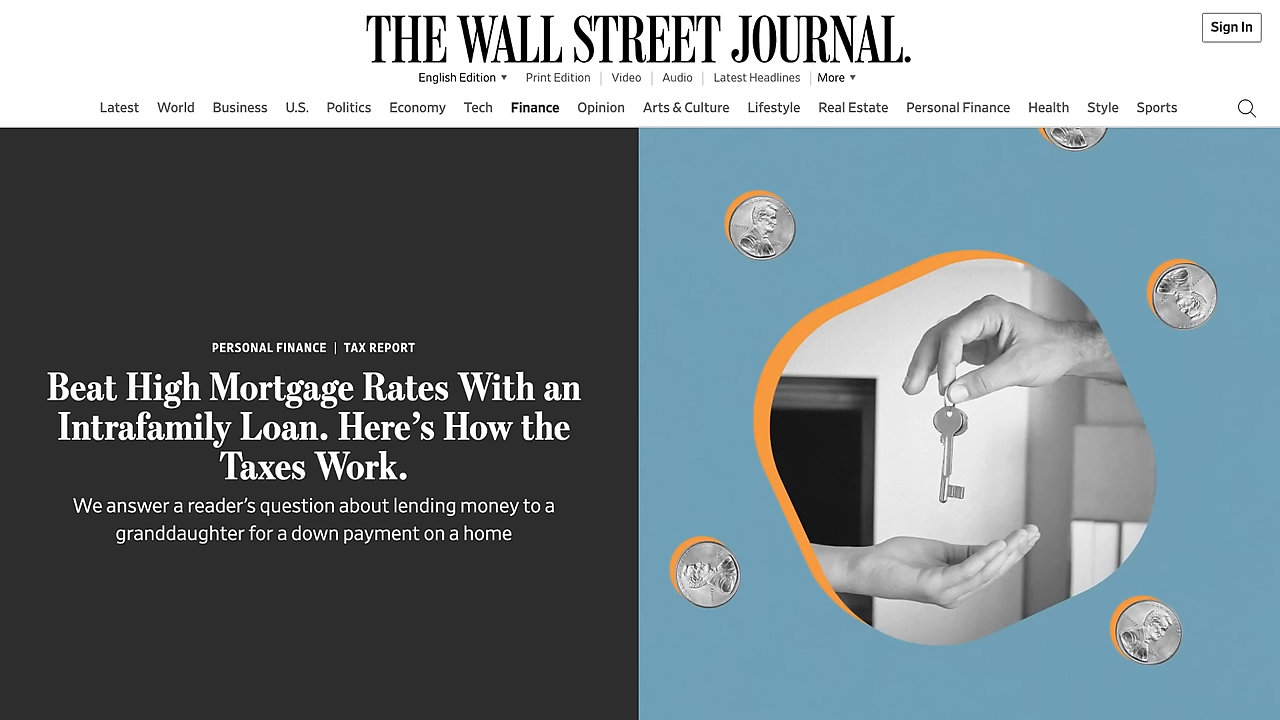 THE WALL STREET JOURNAL.
Sign In
English Edition ▼ Print Edition | Video | Audio | Latest Headlines | More ▼
Latest World Business U.S. Politics Economy Tech Finance Opinion Arts & Culture Lifestyle Real Estate Personal Finance Health Style Sports
PERSONAL FINANCE | TAX REPORT
Beat High Mortgage Rates With an
Intrafamily Loan. Here’s How the
Taxes Work.
We answer a reader’s question about lending money to a
granddaughter for a down payment on a home